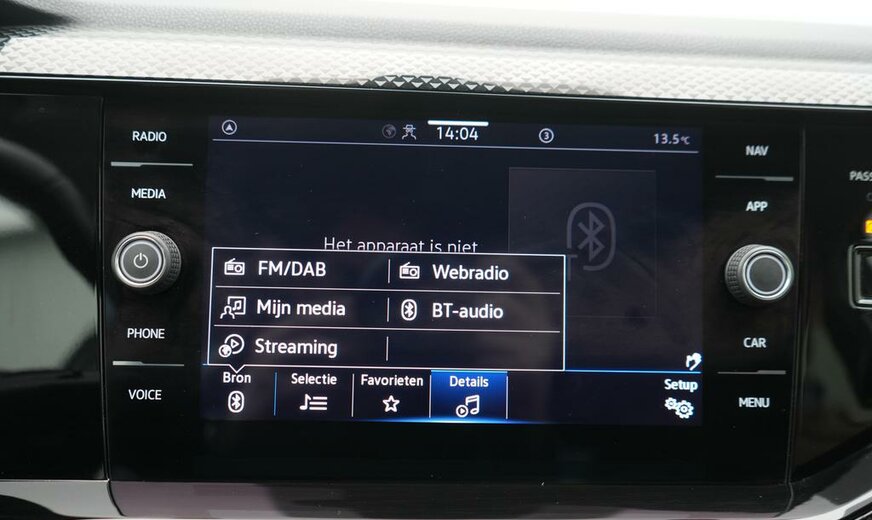 RADIO
MEDIA
PHONE
VOICE
14:04
3
13.5°C
Het apparaat is niet
FM/DAB
Webradio
Mijn media
BT-audio
Streaming
Bron
Selectie
Favorieten
Details
Setup
NAV
APP
CAR
MENU
PASS